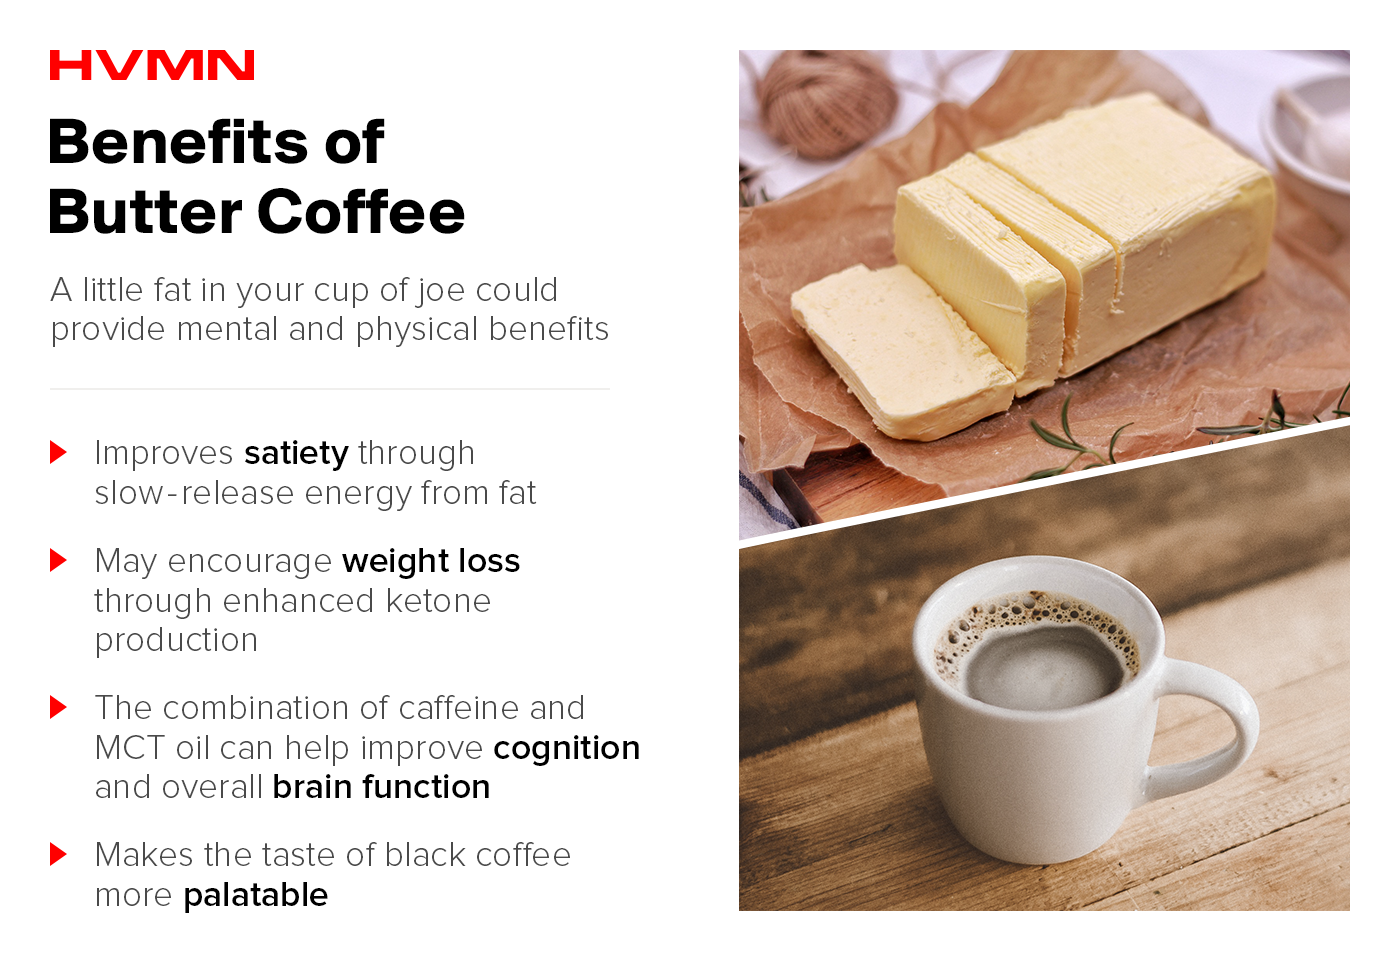 HVMN
Benefits of
Butter Coffee
A little fat in your cup of joe could
provide mental and physical benefits
Improves satiety through
slow-release energy from fat
May encourage weight loss
through enhanced ketone
production
The combination of caffeine and
MCT oil can help improve cognition
and overall brain function
Makes the taste of black coffee
more palatable